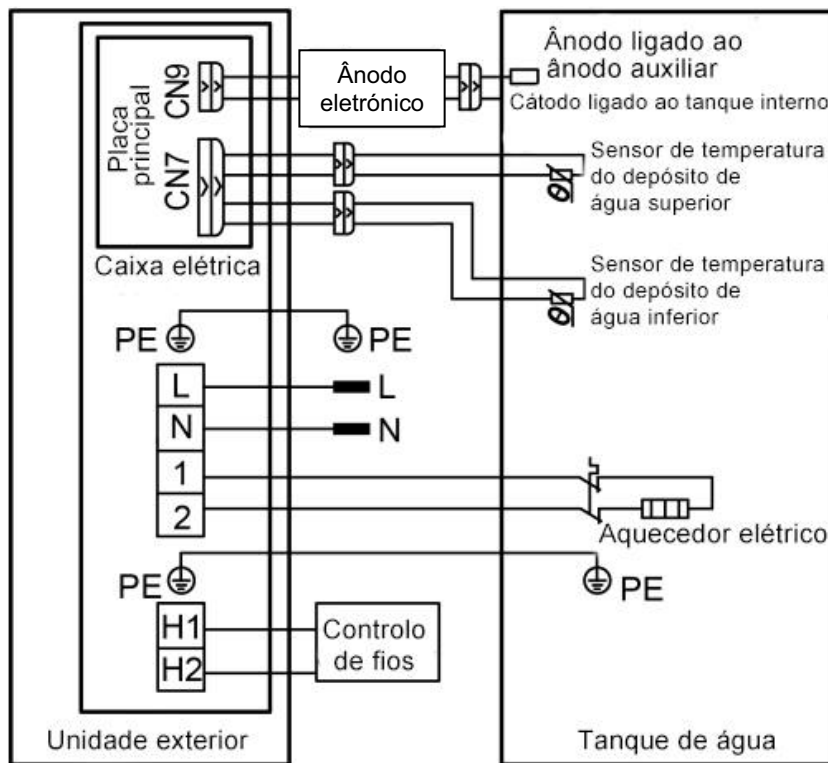 Placa
principal
CN9
CN7
Caixa elétrica
Ânodo
eletrónico
Ânodo ligado ao
ânodo auxiliar
Cátodo ligado ao tanque interno
Sensor de temperatura
do depósito de
água superior
Sensor de temperatura
do depósito de
água inferior
PE
PE
L
L
N
N
1
2
Aquecedor elétrico
PE
PE
H1
H2
Controlo
de fios
Unidade exterior
Tanque de água